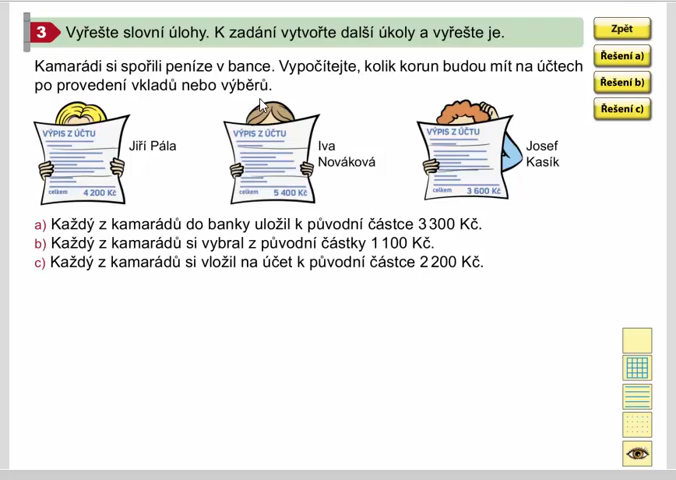 3 Vyřešte slovní úlohy. K zadání vytvořte další úkoly a vyřešte je.
Zpět
Řešení a)
Řešení b)
Řešení c)
Kamarádi si spořili peníze v bance. Vypočítejte, kolik korun budou mít na účtech
po provedení vkladů nebo výběrů.
VÝPIS Z ÚČTU
celkem 4 200 Kč
Jiří Pála
VÝPIS Z ÚČTU
celkem 5 400 Kč
Iva
Nováková
VÝPIS Z ÚČTU
celkem 3 600 Kč
Josef
Kasík
a) Každý z kamarádů do banky uložil k původní částce 3 300 Kč.
b) Každý z kamarádů si vybral z původní částky 1 100 Kč.
c) Každý z kamarádů si vložil na účet k původní částce 2 200 Kč.